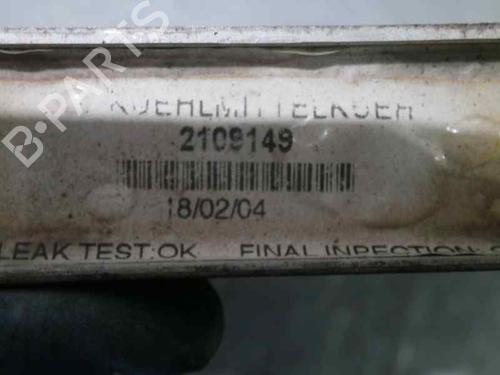 B-PARTS
KUEHLMITTELKUEH
2109149
18/02/04
LEAK TEST:OK FINAL INPECTION: